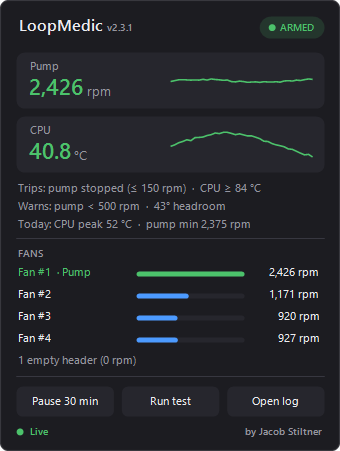 LoopMedic v2.3.1 ARMED
Pump
2,426 rpm
CPU
40.8 °C
Trips: pump stopped (≤ 150 rpm) · CPU ≥ 84 °C
Warns: pump < 500 rpm · 43° headroom
Today: CPU peak 52 °C · pump min 2,375 rpm
FANS
Fan #1 · Pump 2,426 rpm
Fan #2 1,171 rpm
Fan #3 920 rpm
Fan #4 927 rpm
1 empty header (0 rpm)
Pause 30 min Run test Open log
Live by Jacob Stiltner